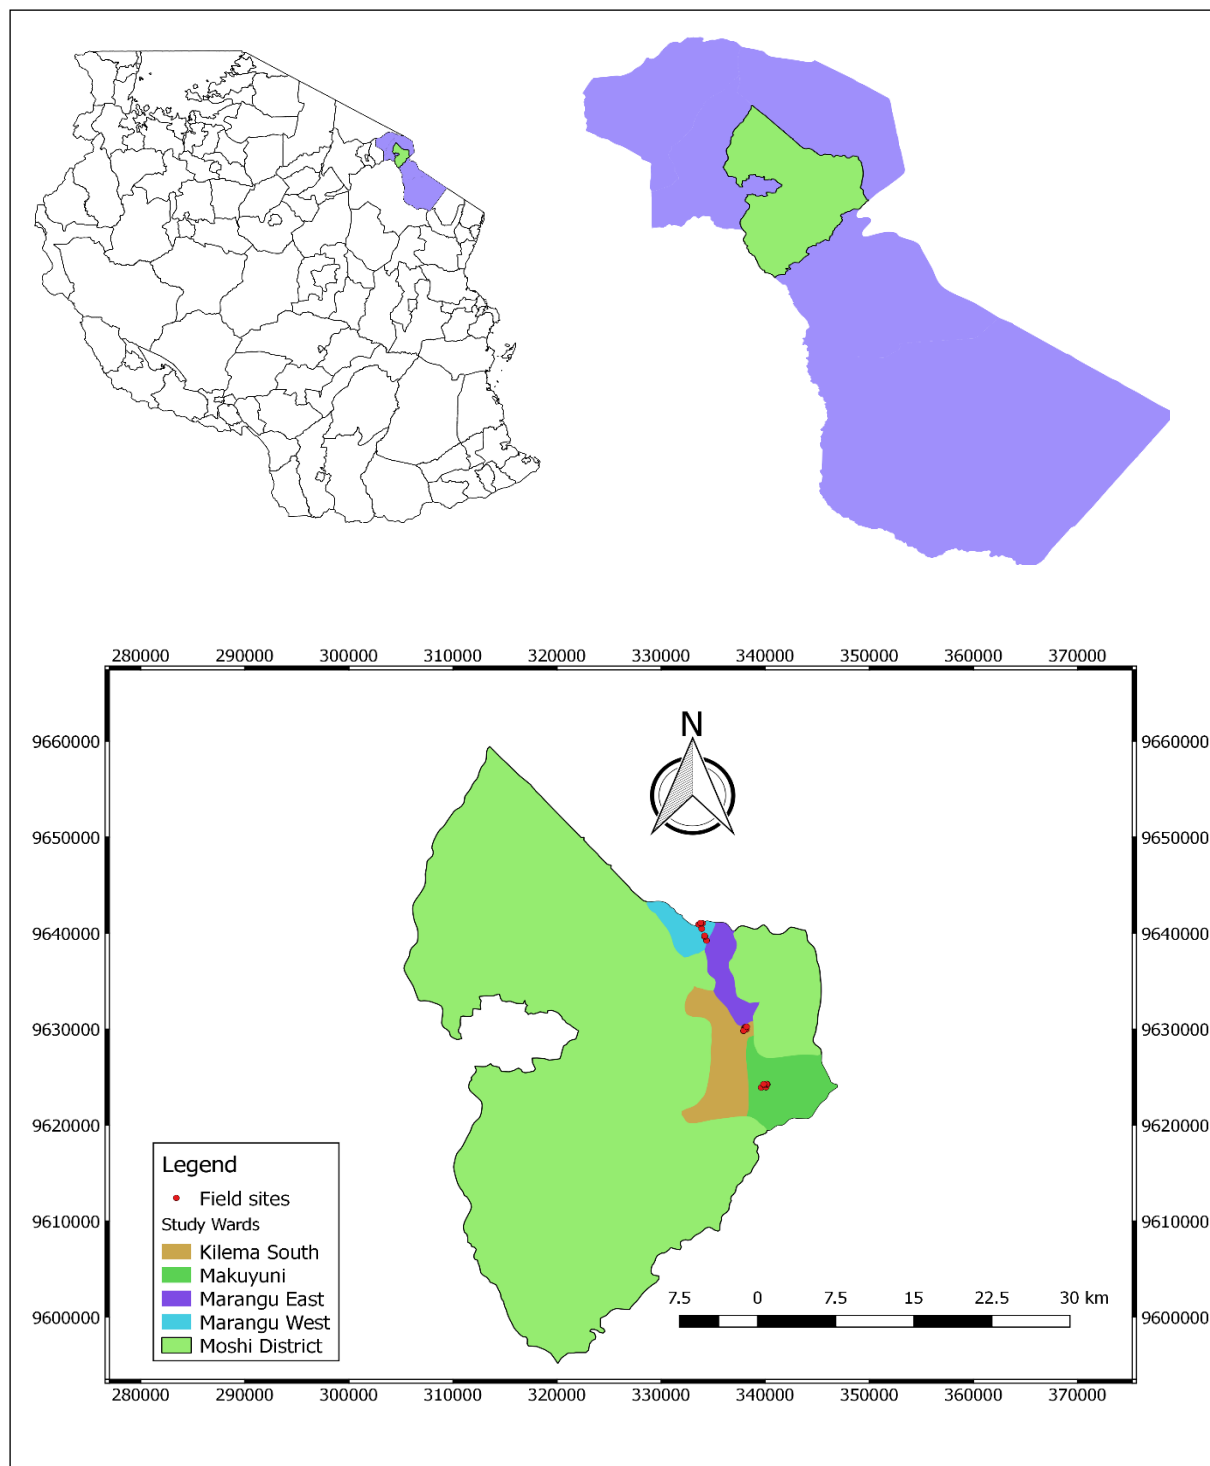 280000 290000 300000 310000 320000 330000 340000 350000 360000 370000
N
9660000 9660000
9650000 9650000
9640000 9640000
9630000 9630000
9620000 9620000
9610000 9610000
9600000 9600000
Legend
Field sites
Study Wards
Kilema South
Makuyuni
Marangu East
Marangu West
Moshi District
7.5 0 7.5 15 22.5 30 km
280000 290000 300000 310000 320000 330000 340000 350000 360000 370000